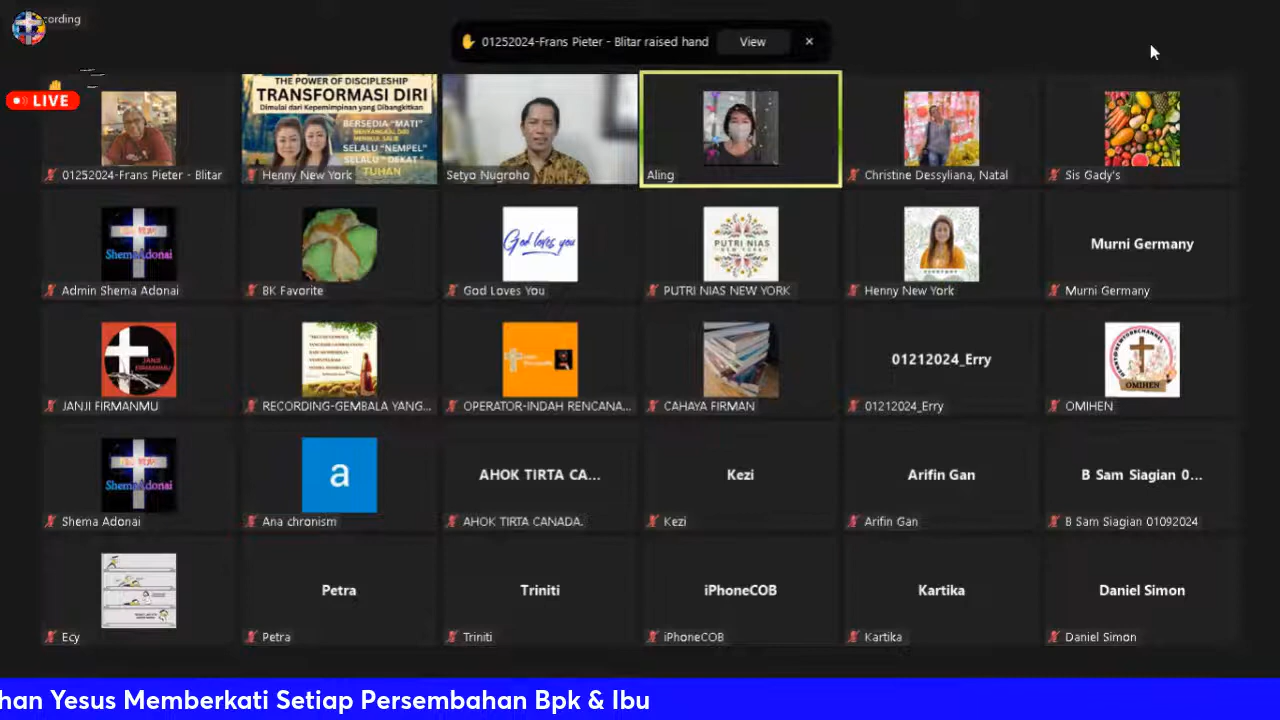 cording
01252024-Frans Pieter - Blitar raised hand
View
LIVE
01252024-Frans Pieter - Blitar
THE POWER OF DISCIPLESHIP
TRANSFORMASI DIRI
Dimulai dari Kepemimpinan yang Dibangkitkan
BERSEDIA "MATI"
MENYANGKAL DIRI
MEMIKUL SALIB
SELALU "NEMPEL"
SELALU "DEKAT"
TUHAN
Henny New York
Setyo Nugroho
Aling
Christine Dessyliana, Natal
Sis Gady's
Shema Adonai
Admin Shema Adonai
BK Favorite
God loves you
God Loves You
PUTRI NIAS
NEW YORK
PUTRI NIAS NEW YORK
Henny New York
Murni Germany
Murni Germany
JANJI
FIRMANMU
JANJI FIRMANMU
RECORDING-GEMBALA YANG...
OPERATOR-INDAH RENCANA...
CAHAYA FIRMAN
01212024_Erry
01212024_Erry
OMIHEN
OMIHEN
Shema Adonai
Shema Adonai
a
Ana chronism
AHOK TIRTA CA...
AHOK TIRTA CANADA.
Kezi
Kezi
Arifin Gan
Arifin Gan
B Sam Siagian 0...
B Sam Siagian 01092024
Ecy
Petra
Petra
Triniti
Triniti
iPhoneCOB
iPhoneCOB
Kartika
Kartika
Daniel Simon
Daniel Simon
han Yesus Memberkati Setiap Persembahan Bpk & Ibu